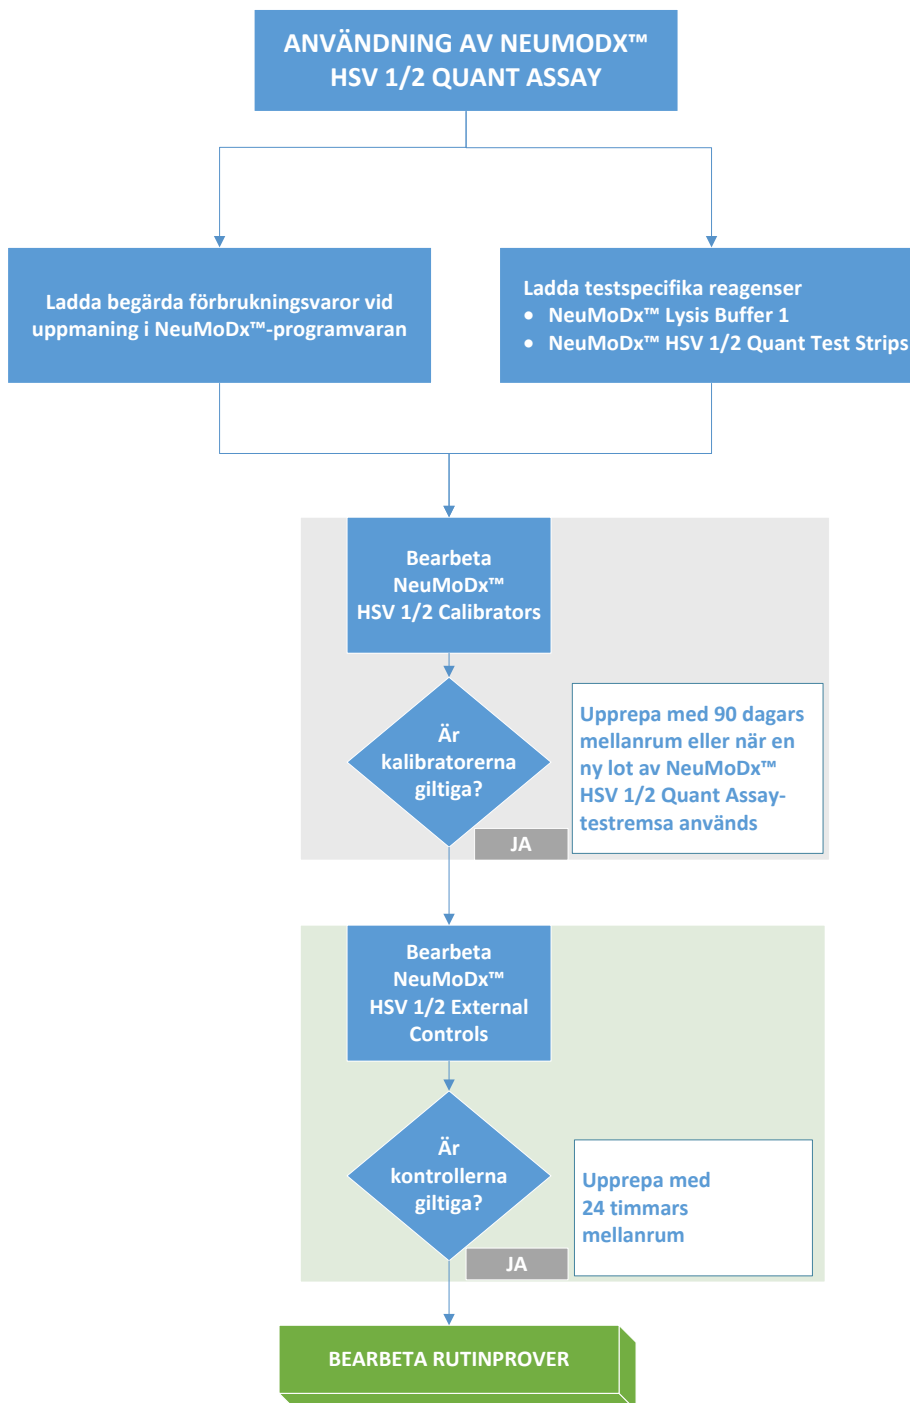 ANVÄNDNING AV NEUMODX™
HSV 1/2 QUANT ASSAY
Ladda begärda förbrukningsvaror vid
uppmaning i NeuMoDx™-programvaran
Ladda testspecifika reagenser
• NeuMoDx™ Lysis Buffer 1
• NeuMoDx™ HSV 1/2 Quant Test Strips
Bearbeta
NeuMoDx™
HSV 1/2 Calibrators
Är
kalibratorerna
giltiga?
JA
Upprepa med 90 dagars
mellanrum eller när en
ny lot av NeuMoDx™
HSV 1/2 Quant Assay-
testremsa används
Bearbeta
NeuMoDx™
HSV 1/2 External
Controls
Är
kontrollerna
giltiga?
JA
Upprepa med
24 timmars
mellanrum
BEARBETA RUTINPROVER